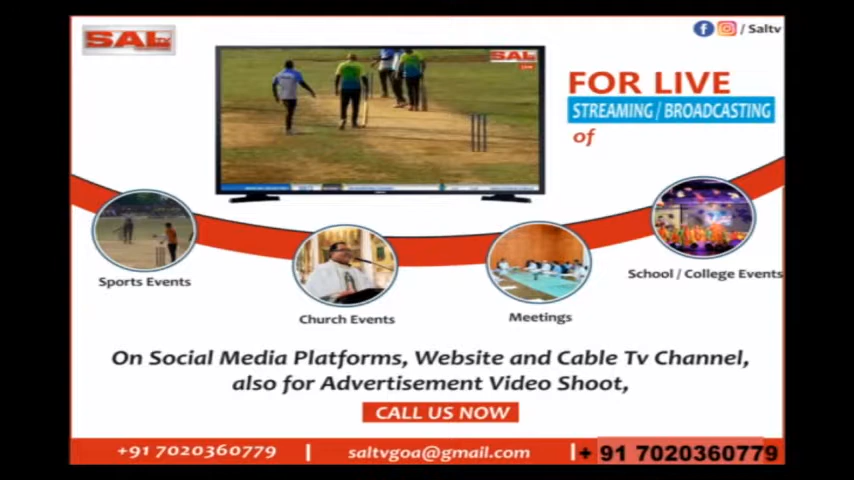 SAL TV
/ Saltv
SAL
FOR LIVE
STREAMING / BROADCASTING
of
Sports Events
Church Events
Meetings
School / College Events
On Social Media Platforms, Website and Cable Tv Channel,
also for Advertisement Video Shoot,
CALL US NOW
+91 7020360779 | saltvgoa@gmail.com | + 91 7020360779